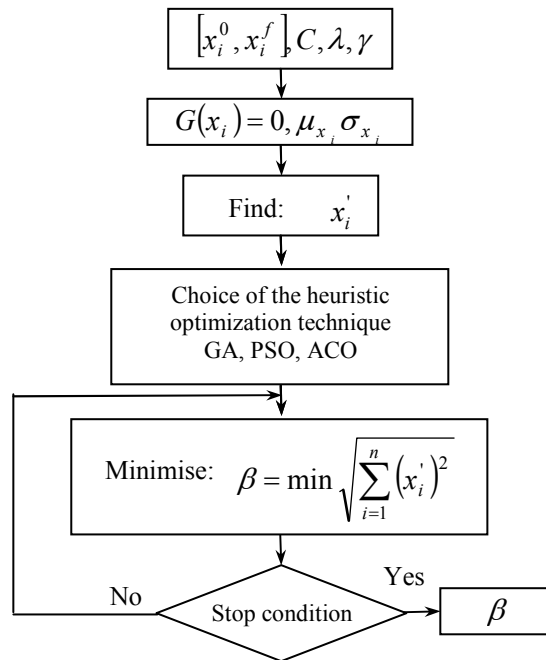 [x_i^0, x_i^f], C, λ, γ
G(x_i) = 0, μ_{x_i} σ_{x_i}
Find: x_i^'
Choice of the heuristic
optimization technique
GA, PSO, ACO
Minimise: β = min √(∑_{i=1}^{n} (x_i^')^2)
No
Yes
Stop condition
β